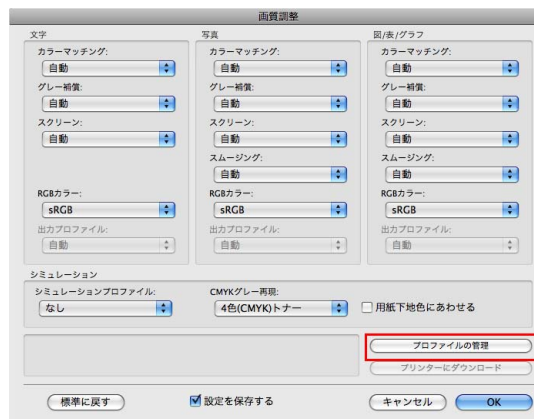 画質調整
文字
カラーマッチング:
自動
グレー補償:
自動
スクリーン:
自動
RGBカラー:
sRGB
出力プロファイル:
自動
写真
カラーマッチング:
自動
グレー補償:
自動
スクリーン:
自動
スムージング:
自動
RGBカラー:
sRGB
出力プロファイル:
自動
図/表/グラフ
カラーマッチング:
自動
グレー補償:
自動
スクリーン:
自動
スムージング:
自動
RGBカラー:
sRGB
出力プロファイル:
自動
シミュレーション
シミュレーションプロファイル:
なし
CMYKグレー再現:
4色(CMYK)トナー
用紙下地色にあわせる
プロファイルの管理
プリンターにダウンロード
標準に戻す
設定を保存する
キャンセル
OK